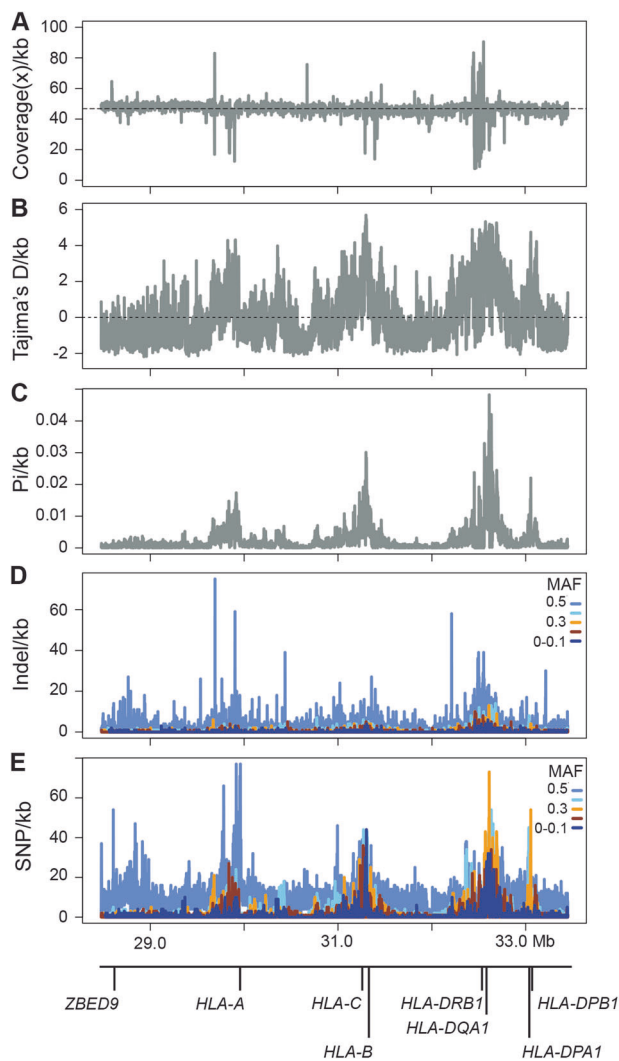 A
Coverage(x)/kb
100
80
60
40
20
0
B
Tajima's D/kb
6
4
2
0
-2
C
Pi/kb
0.04
0.03
0.02
0.01
0
D
Indel/kb
60
40
20
0
MAF
0.5
0.3
0-0.1
E
SNP/kb
60
40
20
0
MAF
0.5
0.3
0-0.1
29.0 31.0 33.0 Mb
ZBED9 HLA-A HLA-C HLA-DRB1 HLA-DPB1
HLA-DQA1
HLA-B HLA-DPA1